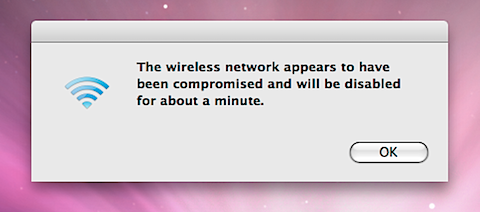 The wireless network appears to have
been compromised and will be disabled
for about a minute.
OK